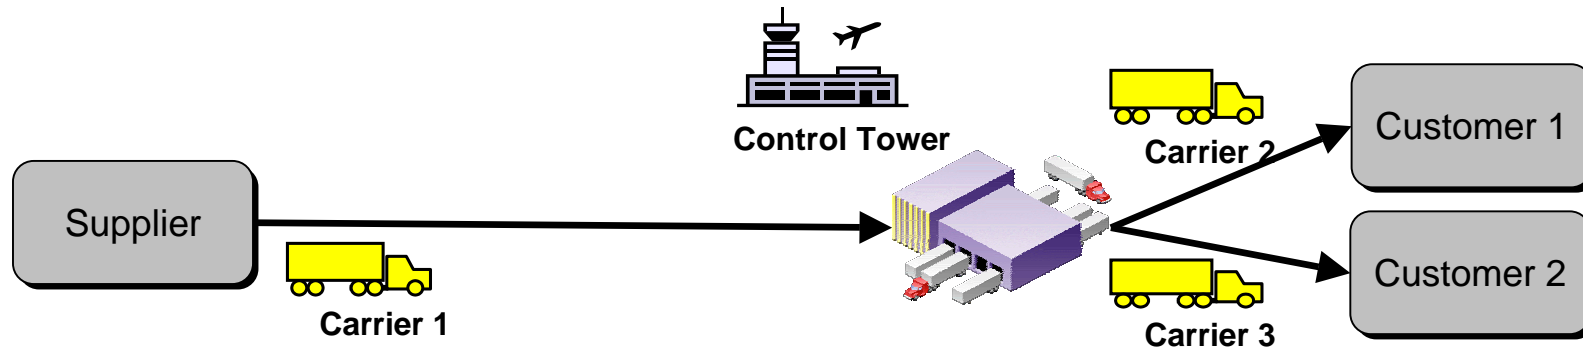 Control Tower
Carrier 2
Customer 1
Supplier
Customer 2
Carrier 1
Carrier 3